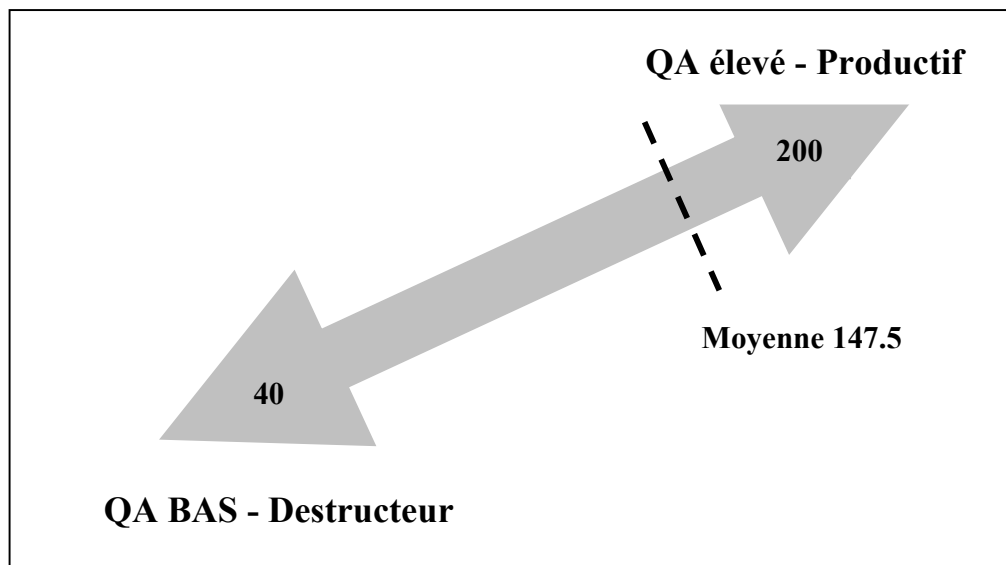 QA élevé - Productif
200
Moyenne 147.5
40
QA BAS - Destructeur